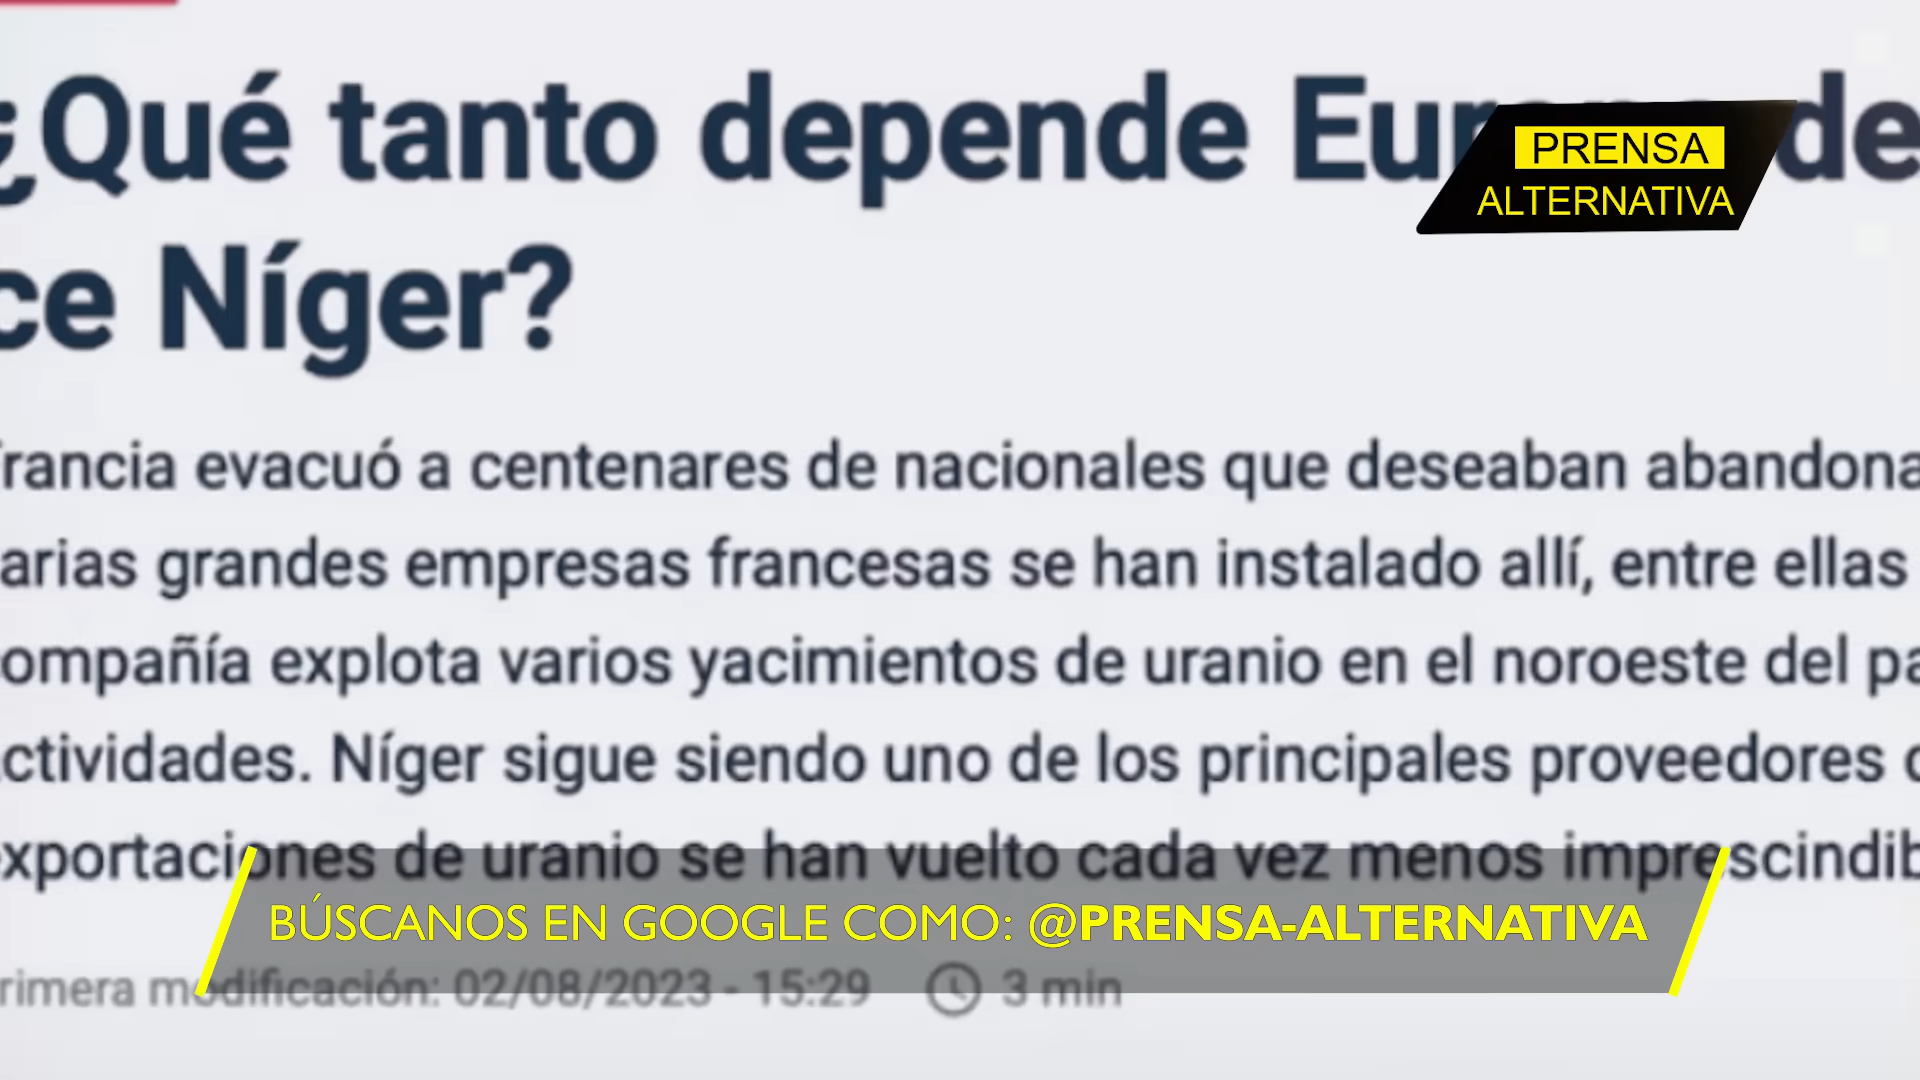 ¿Qué tanto depende Eur de
ce Níger?
PRENSA
ALTERNATIVA
rancia evacuó a centenares de nacionales que deseaban abandona
arias grandes empresas francesas se han instalado allí, entre ellas
ompañía explota varios yacimientos de uranio en el noroeste del pa
ctividades. Níger sigue siendo uno de los principales proveedores
xportaciones de uranio se han vuelto cada vez menos imprescindib
BÚSCANOS EN GOOGLE COMO: @PRENSA-ALTERNATIVA
rimera modificación: 02/08/2023 - 15:29 3 min